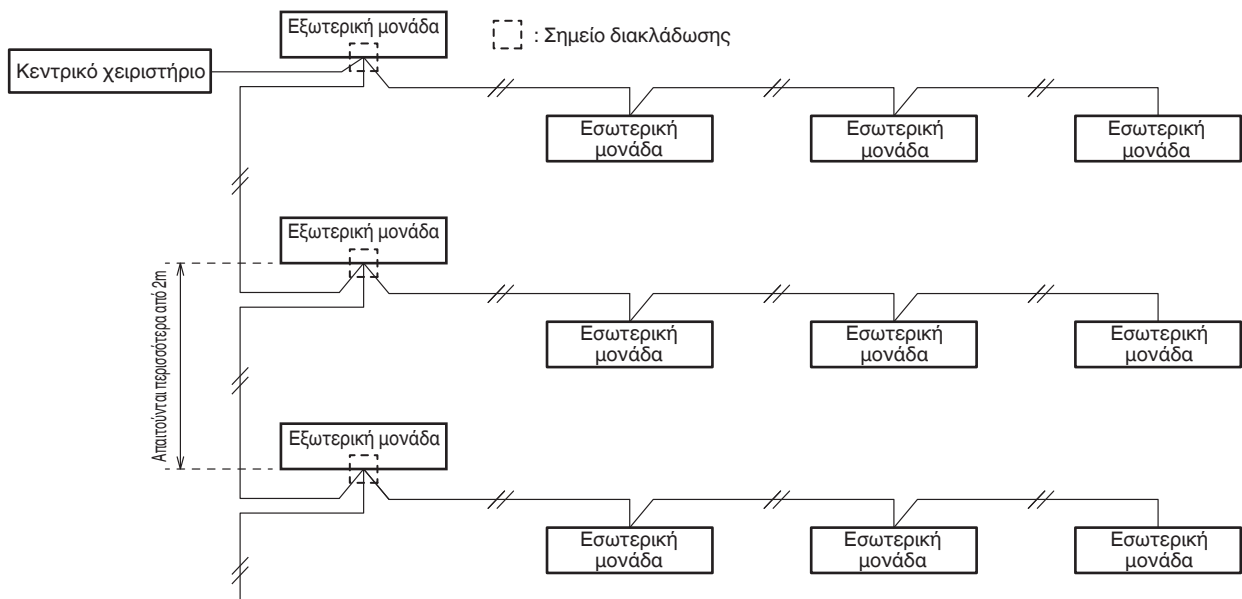 Εξωτερική μονάδα
: Σημείο διακλάδωσης
Κεντρικό χειριστήριο
Εσωτερική
μονάδα
Εσωτερική
μονάδα
Εσωτερική
μονάδα
Εξωτερική μονάδα
Απαιτούνται περισσότερα από 2m
Εσωτερική
μονάδα
Εσωτερική
μονάδα
Εσωτερική
μονάδα
Εξωτερική μονάδα
Εσωτερική
μονάδα
Εσωτερική
μονάδα
Εσωτερική
μονάδα